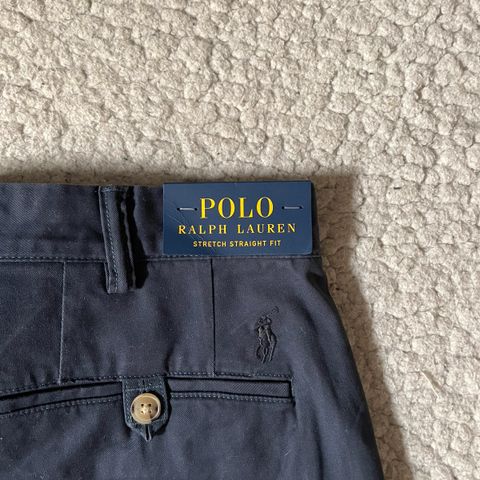 POLO
RALPH LAUREN
STRETCH STRAIGHT FIT